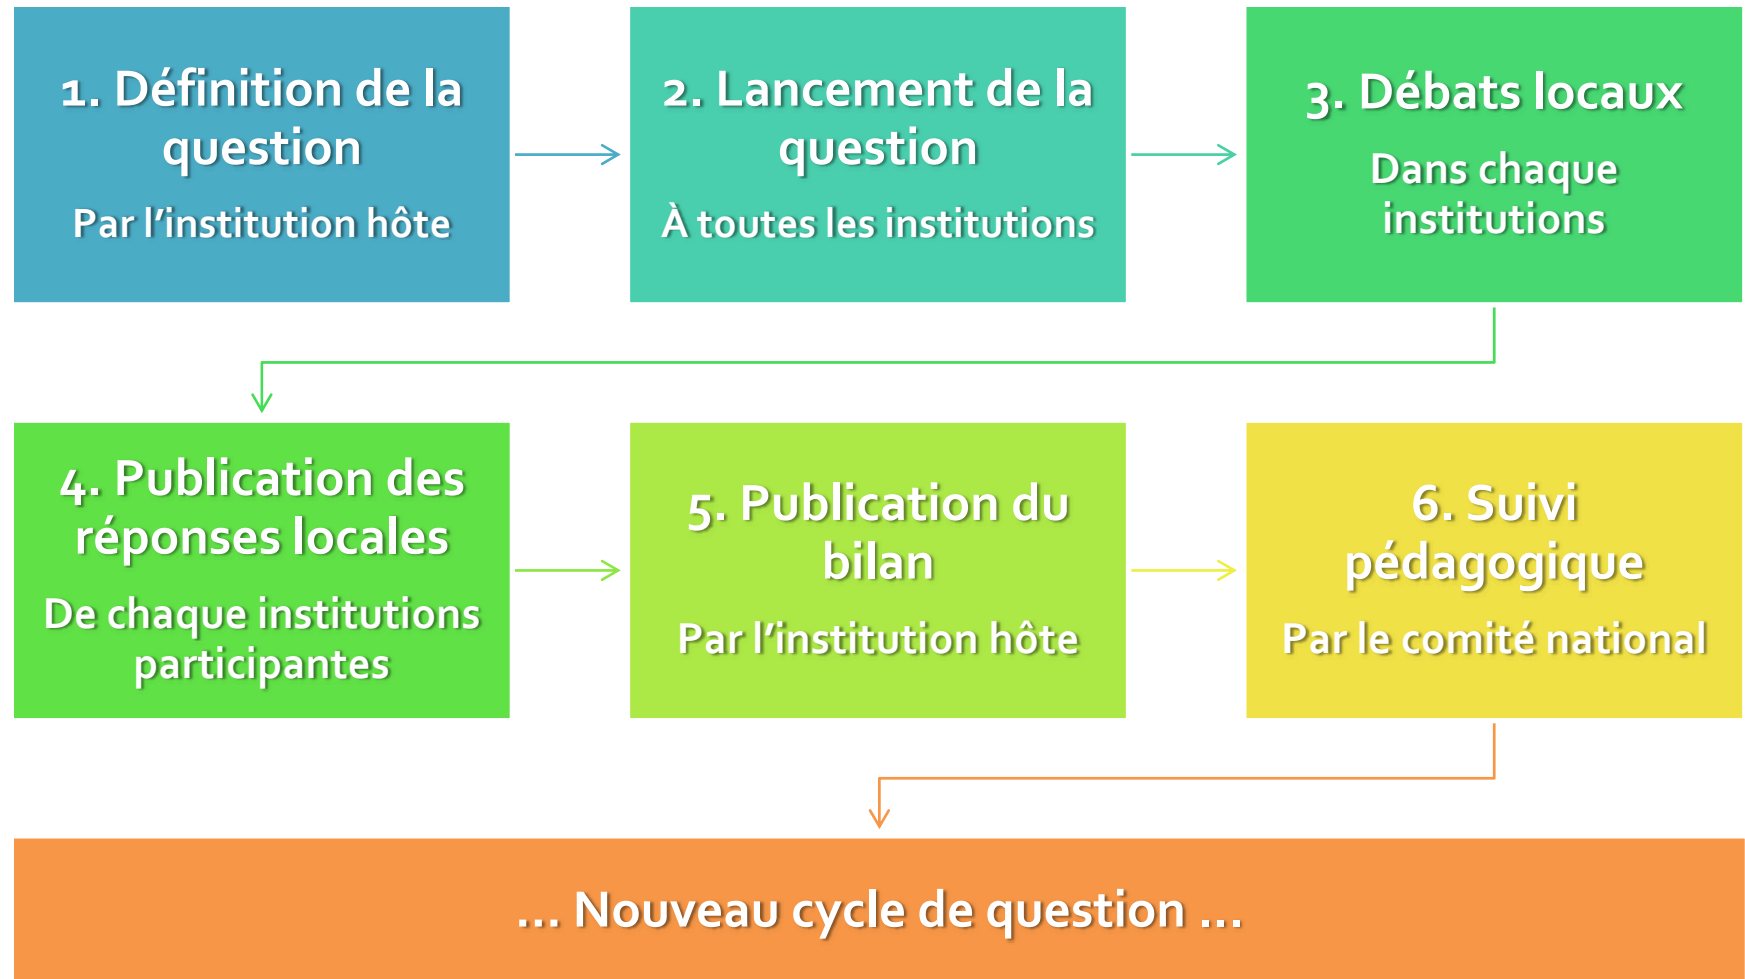 1. Définition de la
question
Par l’institution hôte
2. Lancement de la
question
À toutes les institutions
3. Débats locaux
Dans chaque
institutions
4. Publication des
réponses locales
De chaque institutions
participantes
5. Publication du
bilan
Par l’institution hôte
6. Suivi
pédagogique
Par le comité national
... Nouveau cycle de question ...